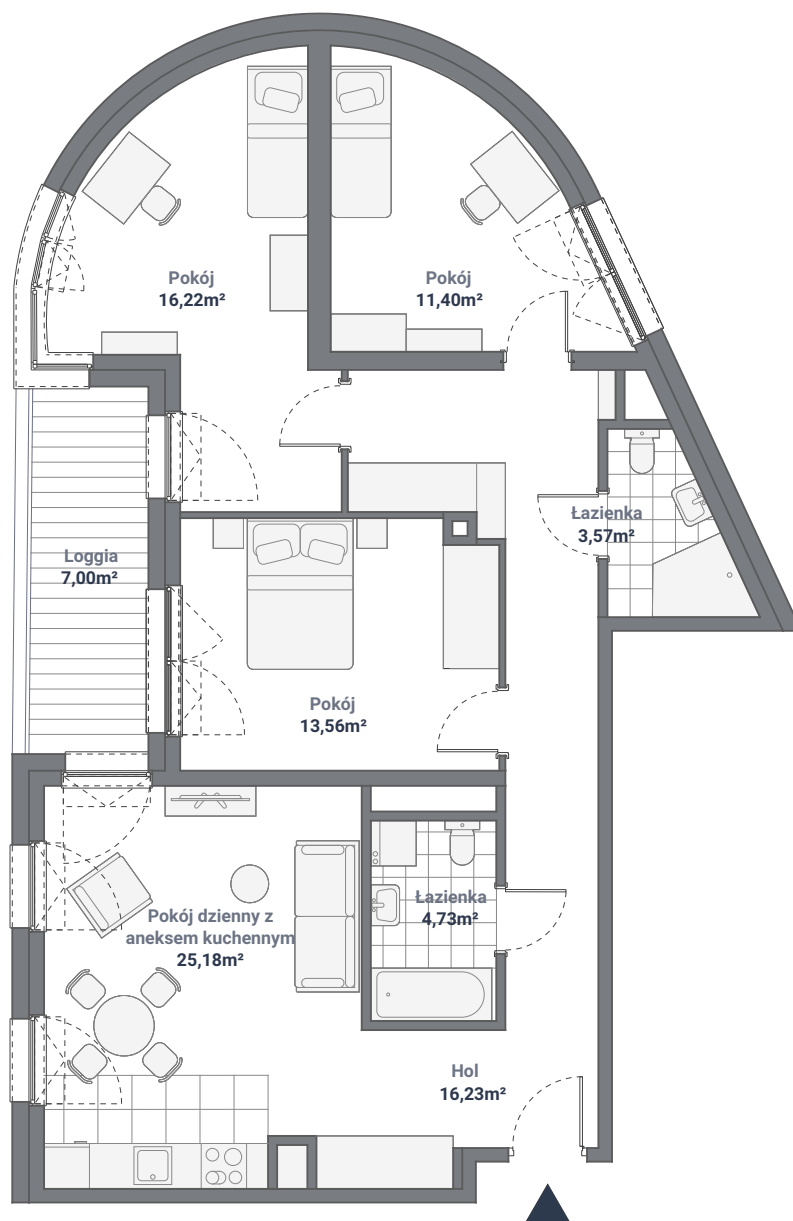 Pokój
16,22m²
Pokój
11,40m²
Łazienka
3,57m²
Loggia
7,00m²
Pokój
13,56m²
Łazienka
4,73m²
Pokój dzienny z
aneksem kuchennym
25,18m²
Hol
16,23m²